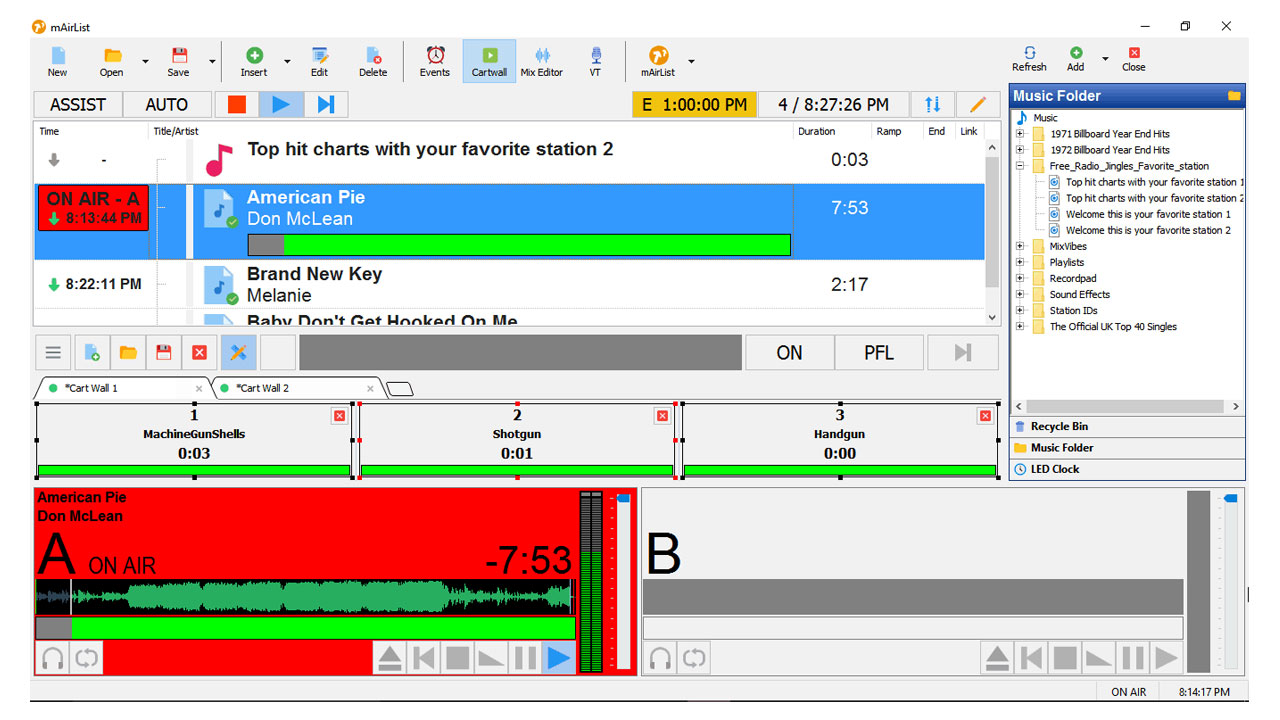 mAirList
New
Open
Save
Insert
Edit
Delete
Events
Cartwall
Mix Editor
VT
mAirList
Refresh
Add
Close
ASSIST
AUTO
E 1:00:00 PM
4 / 8:27:26 PM
Music Folder
Time
Title/Artist
Duration
Ramp
End
Link
-
Top hit charts with your favorite station 2
0:03
ON AIR - A
8:13:44 PM
American Pie
Don McLean
7:53
8:22:11 PM
Brand New Key
Melanie
2:17
Baby Don't Get Hooked On Me
Music
1971 Billboard Year End Hits
1972 Billboard Year End Hits
Free_Radio_Jingles_Favorite_station
Top hit charts with your favorite station 1
Top hit charts with your favorite station 2
Welcome this is your favorite station 1
Welcome this is your favorite station 2
MixVibes
Playlists
Recordpad
Sound Effects
Station IDs
The Official UK Top 40 Singles
ON
PFL
*Cart Wall 1
*Cart Wall 2
1
MachineGunShells
0:03
2
Shotgun
0:01
3
Handgun
0:00
Recycle Bin
Music Folder
LED Clock
American Pie
Don McLean
A ON AIR
-7:53
B
ON AIR
8:14:17 PM